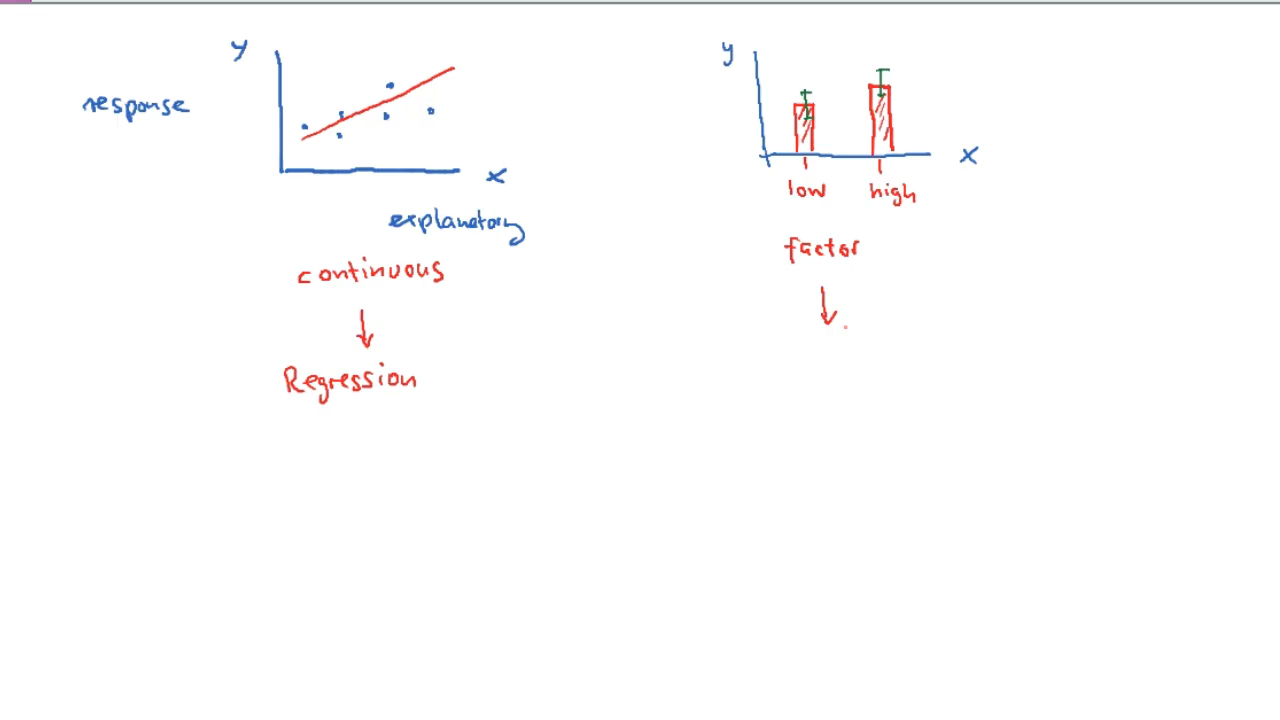 y
response
x
explanatory
continuous
Regression
y
x
low high
factor